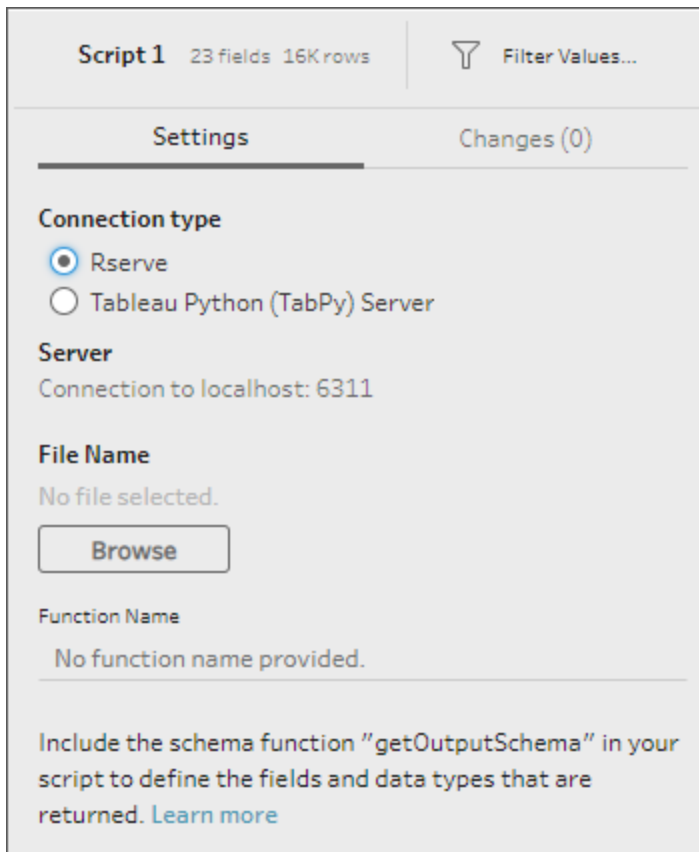 Script 1 23 fields 16K rows Filter Values...
Settings Changes (0)
Connection type
Rserve
Tableau Python (TabPy) Server
Server
Connection to localhost: 6311
File Name
No file selected.
Browse
Function Name
No function name provided.
Include the schema function "getOutputSchema" in your
script to define the fields and data types that are
returned. Learn more